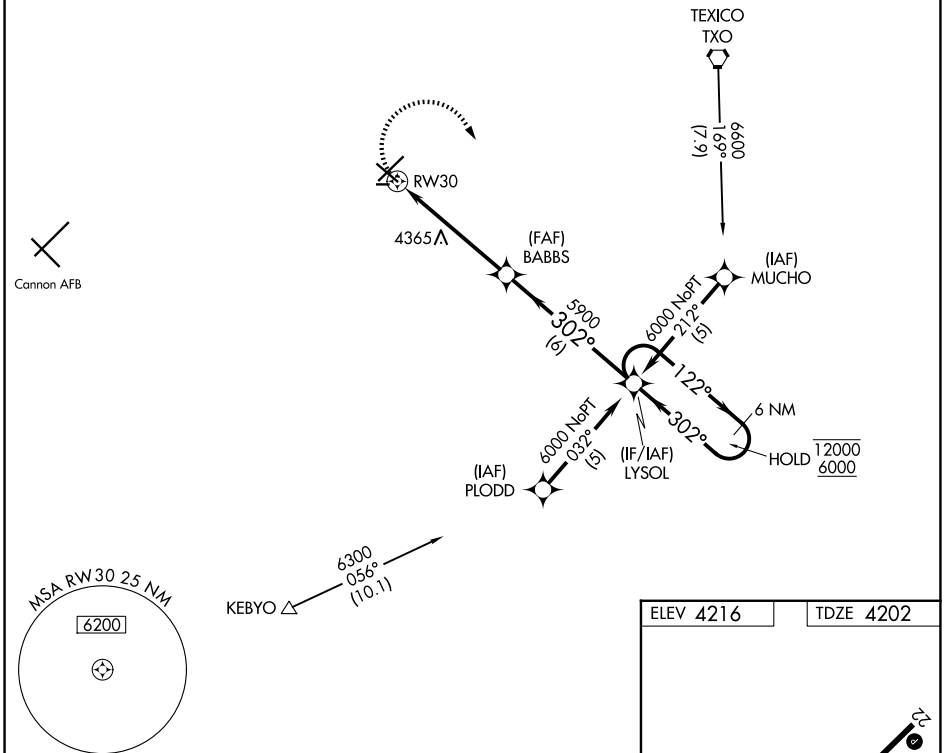 TEXICO
TXO
6600
169°
(7.9)
RW30
4365
(FAF)
BABBS
(IAF)
MUCHO
Cannon AFB
5900
302°
(6)
6000 NoPT
212°
(5)
122°
302°
6 NM
HOLD 12000
6000
6000 NoPT
032°
(5)
(IF/IAF)
LYSOL
(IAF)
PLODD
6300
056°
(10.1)
KEBYO
MSA RW30 25 NM
6200
ELEV 4216
TDZE 4202
22
P